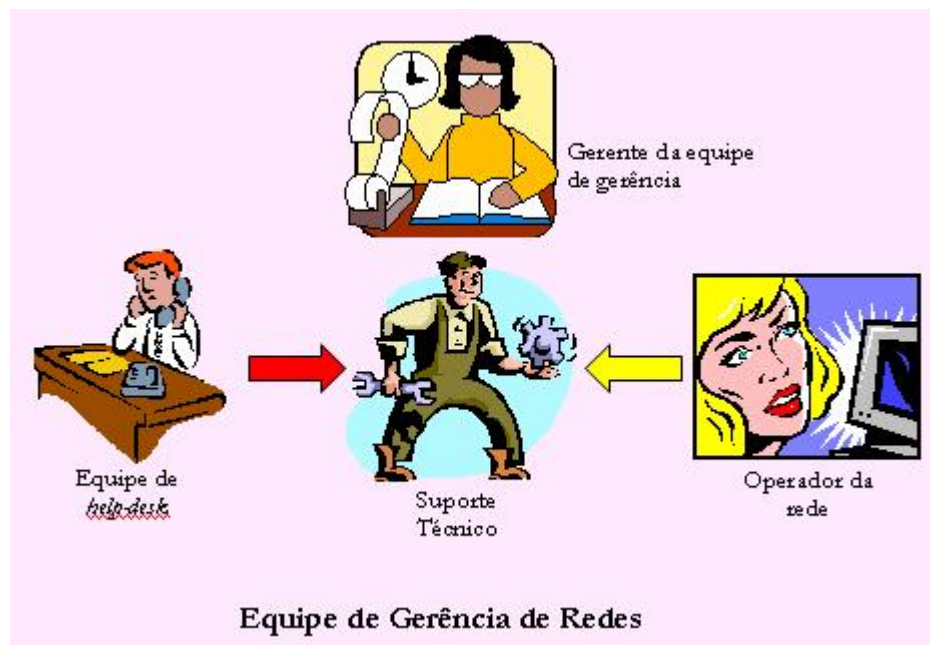 Gerente da equipe
de gerência
Equipe de
help-desk
Suporte
Técnico
Operador da
rede
Equipe de Gerência de Redes